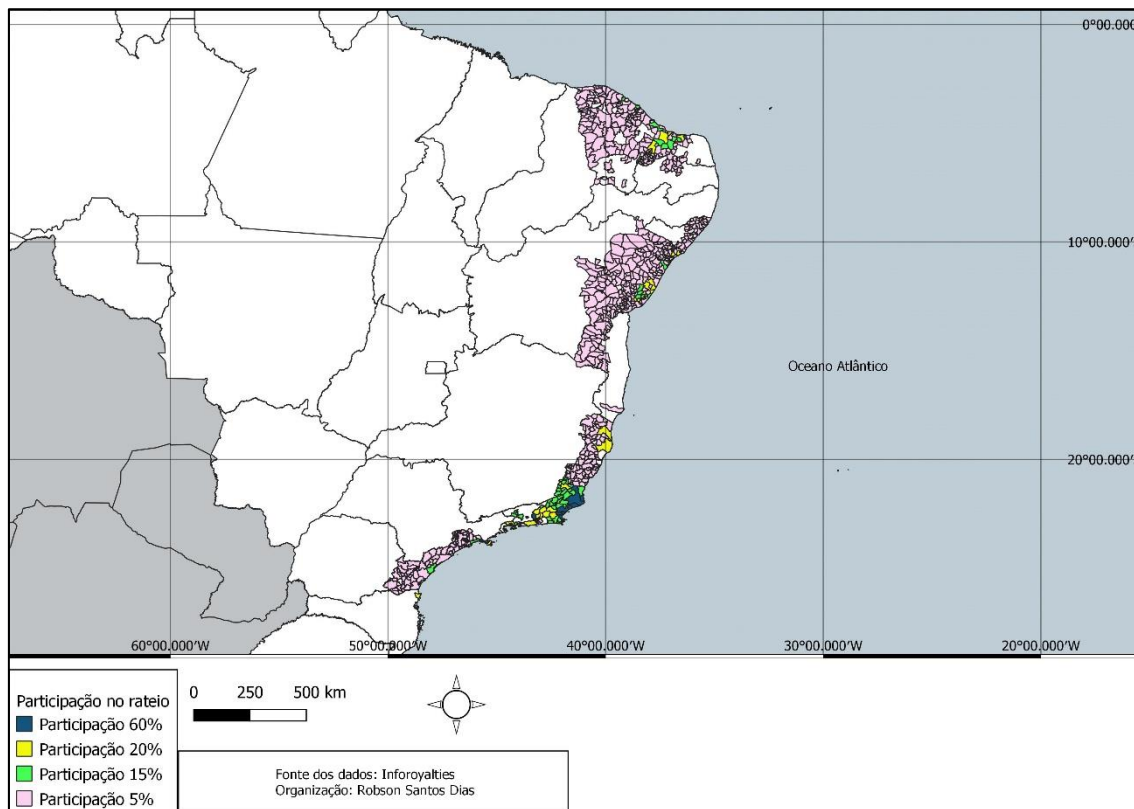 0°00.000'
10°00.000'
Oceano Atlântico
20°00.000'
60°00.000'W
50°00.000'W
40°00.000'W
30°00.000'W
20°00.000'W
Participação no rateio
Participação 60%
Participação 20%
Participação 15%
Participação 5%
0 250 500 km
Fonte dos dados: Inforoyalties
Organização: Robson Santos Dias